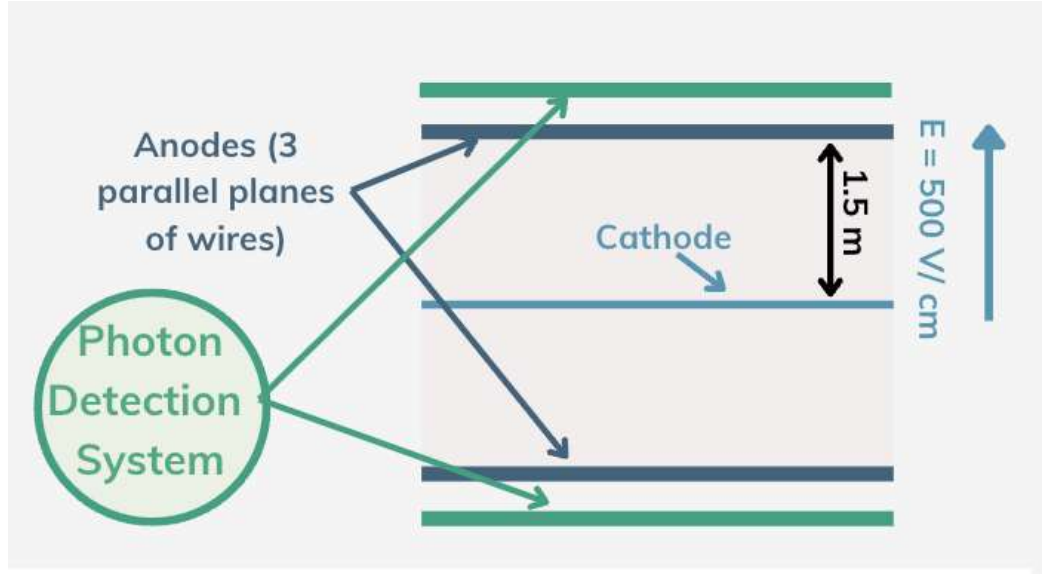 Anodes (3
parallel planes
of wires)
Cathode
1.5 m
E = 500 V/ cm
Photon
Detection
System